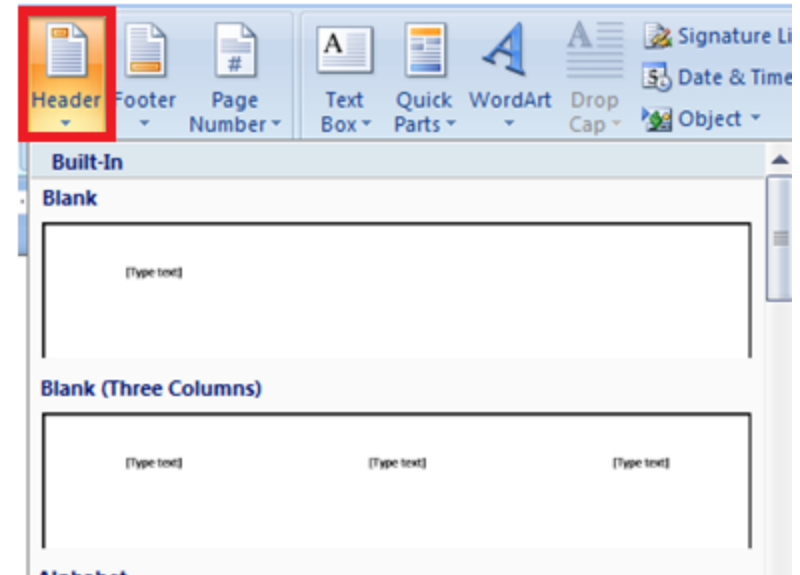 Header Footer Page Number Text Box Quick Parts WordArt Drop Cap Signature Li
Date & Time
Object
Built-In
Blank
[Type text]
Blank (Three Columns)
[Type text] [Type text] [Type text]
Alphabet